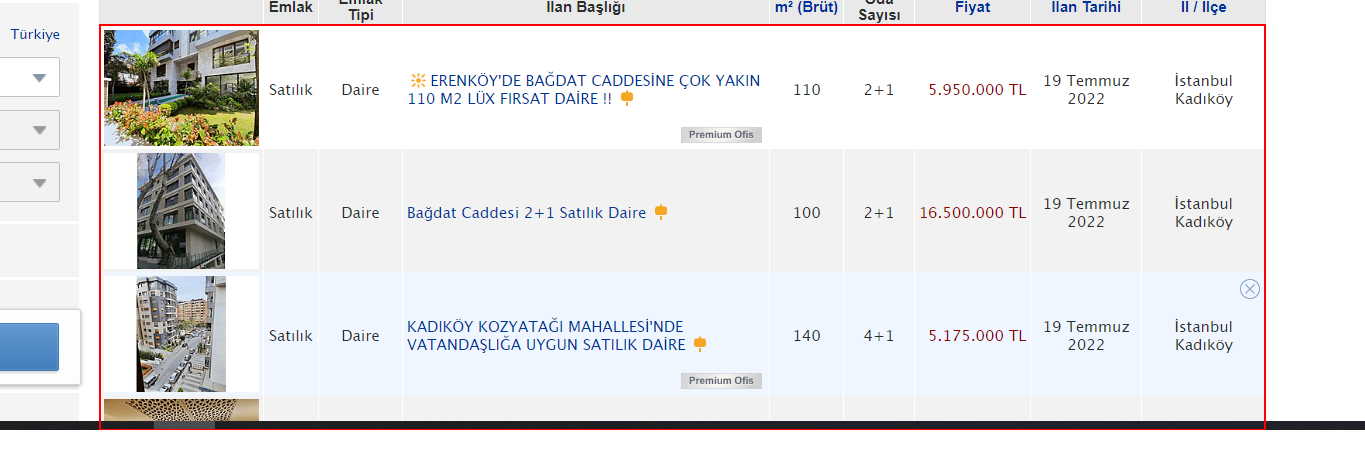 Türkiye
Emlak
Emlak
Tipi
İlan Başlığı
m² (Brüt)
Oda
Sayısı
Fiyat
İlan Tarihi
İl / İlçe
Satılık
Daire
ERENKÖY'DE BAĞDAT CADDESİNE ÇOK YAKIN
110 M2 LÜX FIRSAT DAİRE !!
Premium Ofis
110
2+1
5.950.000 TL
19 Temmuz
2022
İstanbul
Kadıköy
Satılık
Daire
Bağdat Caddesi 2+1 Satılık Daire
100
2+1
16.500.000 TL
19 Temmuz
2022
İstanbul
Kadıköy
Satılık
Daire
KADIKÖY KOZYATAĞI MAHALLESİ'NDE
VATANDAŞLIĞA UYGUN SATILIK DAİRE
Premium Ofis
140
4+1
5.175.000 TL
19 Temmuz
2022
İstanbul
Kadıköy